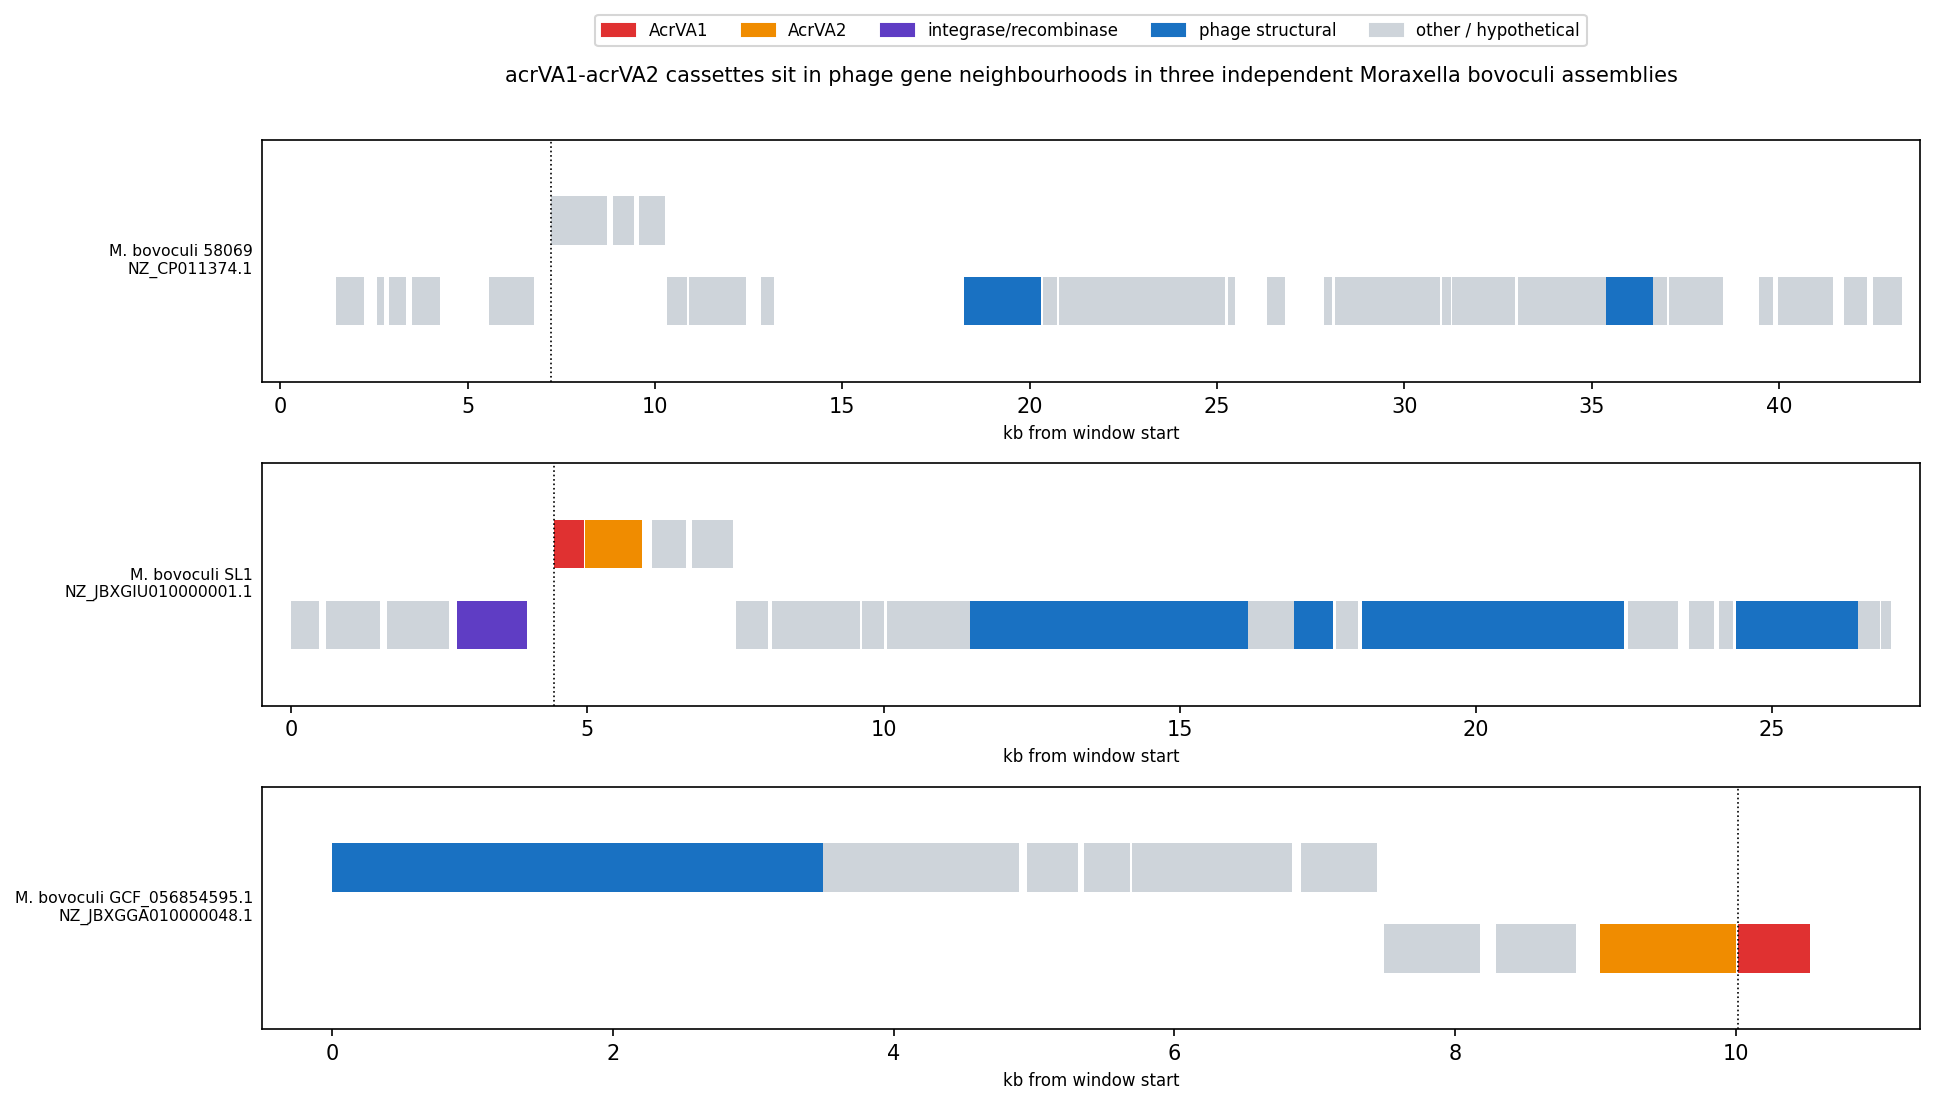 AcrVA1 AcrVA2 integrase/recombinase phage structural other / hypothetical
acrVA1-acrVA2 cassettes sit in phage gene neighbourhoods in three independent Moraxella bovoculi assemblies
M. bovoculi 58069
NZ_CP011374.1
0 5 10 15 20 25 30 35 40
kb from window start
M. bovoculi SL1
NZ_JBXGIU010000001.1
0 5 10 15 20 25
kb from window start
M. bovoculi GCF_056854595.1
NZ_JBXGGA010000048.1
0 2 4 6 8 10
kb from window start